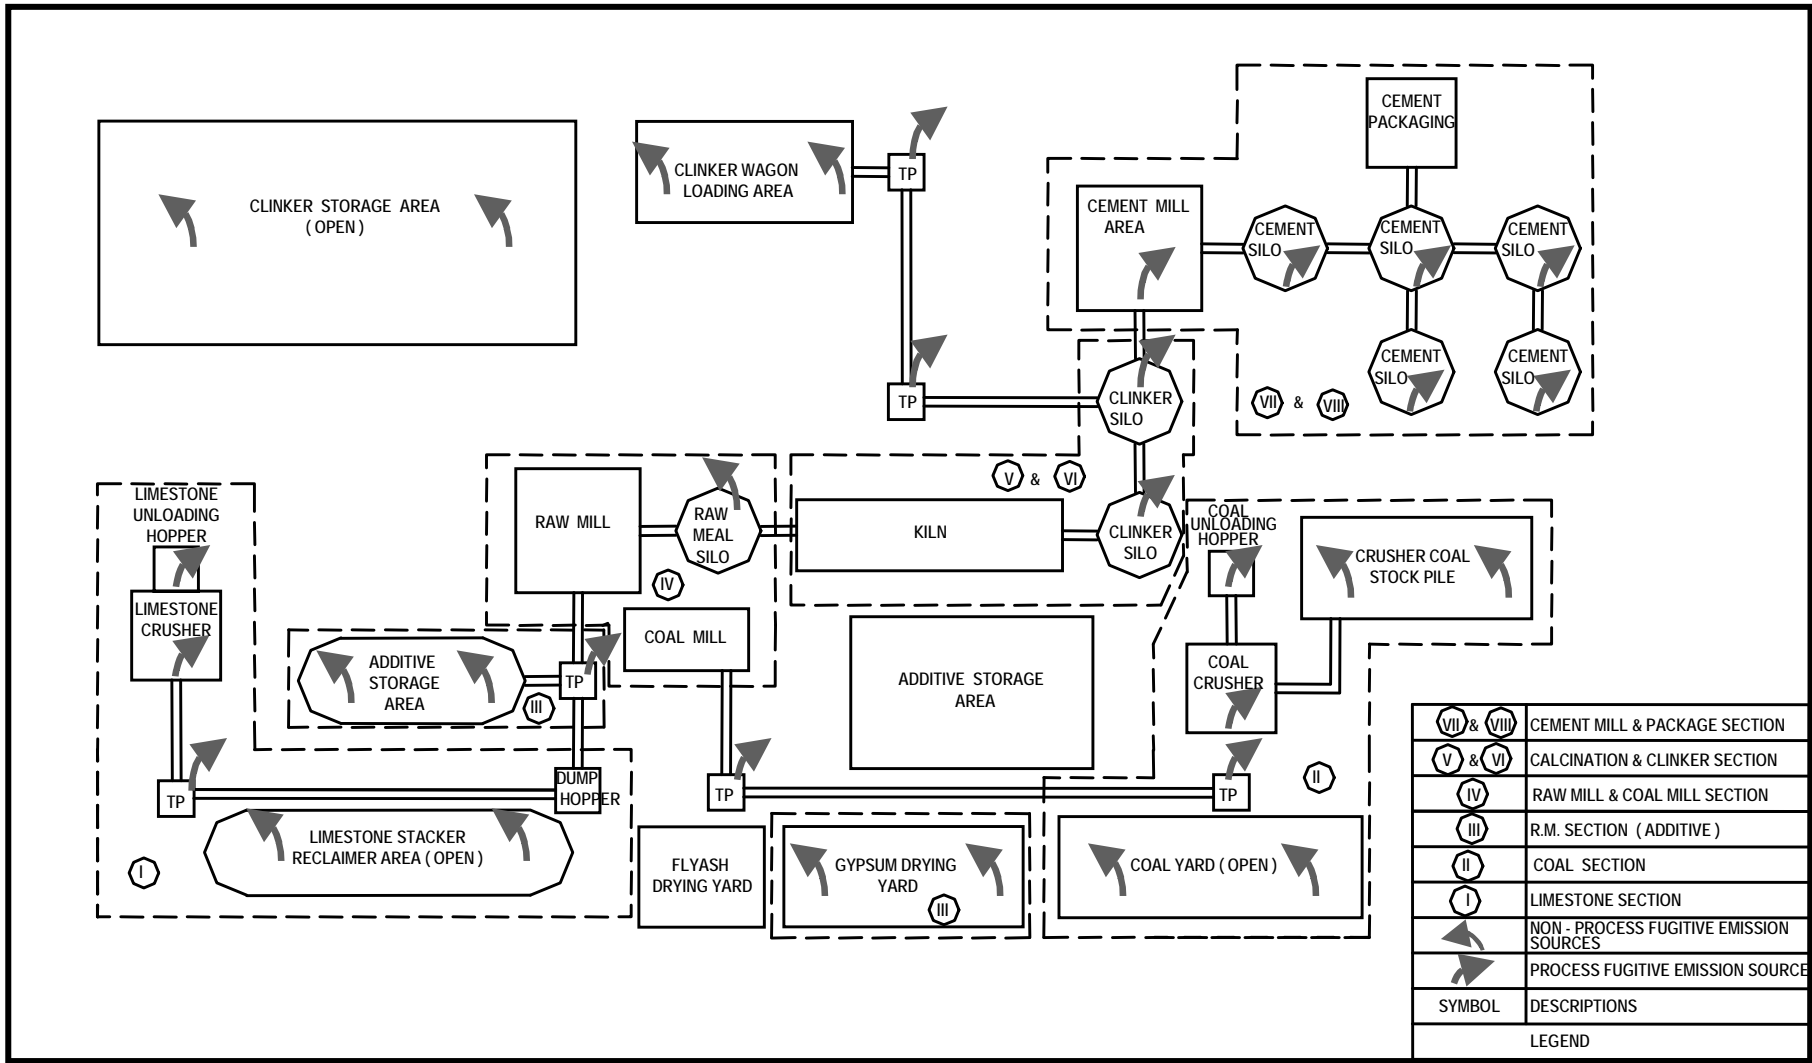 CEMENT
PACKAGING
CLINKER STORAGE AREA
( OPEN )
CLINKER WAGON
LOADING AREA
TP
CEMENT MILL
AREA
CEMENT
SILO
CEMENT
SILO
CEMENT
SILO
CEMENT
SILO
CEMENT
SILO
VII & VIII
TP
CLINKER
SILO
V & VI
LIMESTONE
UNLOADING
HOPPER
RAW MILL
RAW
MEAL
SILO
IV
KILN
CLINKER
SILO
COAL
UNLOADING
HOPPER
CRUSHER COAL
STOCK PILE
LIMESTONE
CRUSHER
COAL MILL
ADDITIVE
STORAGE
AREA
TP
III
ADDITIVE STORAGE
AREA
COAL
CRUSHER
TP
DUMP
HOPPER
TP
TP
II
LIMESTONE STACKER
RECLAIMER AREA ( OPEN )
I
FLYASH
DRYING YARD
GYPSUM DRYING
YARD
III
COAL YARD ( OPEN )
VII & VIII CEMENT MILL & PACKAGE SECTION
V & VI CALCINATION & CLINKER SECTION
IV RAW MILL & COAL MILL SECTION
III R.M. SECTION ( ADDITIVE )
II COAL SECTION
I LIMESTONE SECTION
NON - PROCESS FUGITIVE EMISSION
SOURCES
PROCESS FUGITIVE EMISSION SOURCE
SYMBOL DESCRIPTIONS
LEGEND